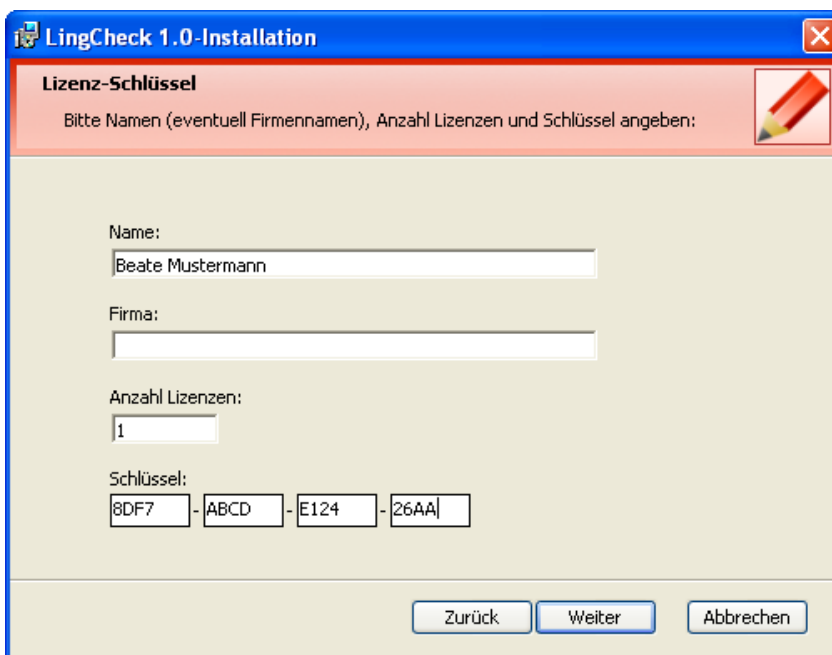 LingCheck 1.0-Installation
Lizenz-Schlüssel
Bitte Namen (eventuell Firmennamen), Anzahl Lizenzen und Schlüssel angeben:
Name:
Beate Mustermann
Firma:
Anzahl Lizenzen:
1
Schlüssel:
8DF7 - ABCD - E124 - 26AA
Zurück Weiter Abbrechen